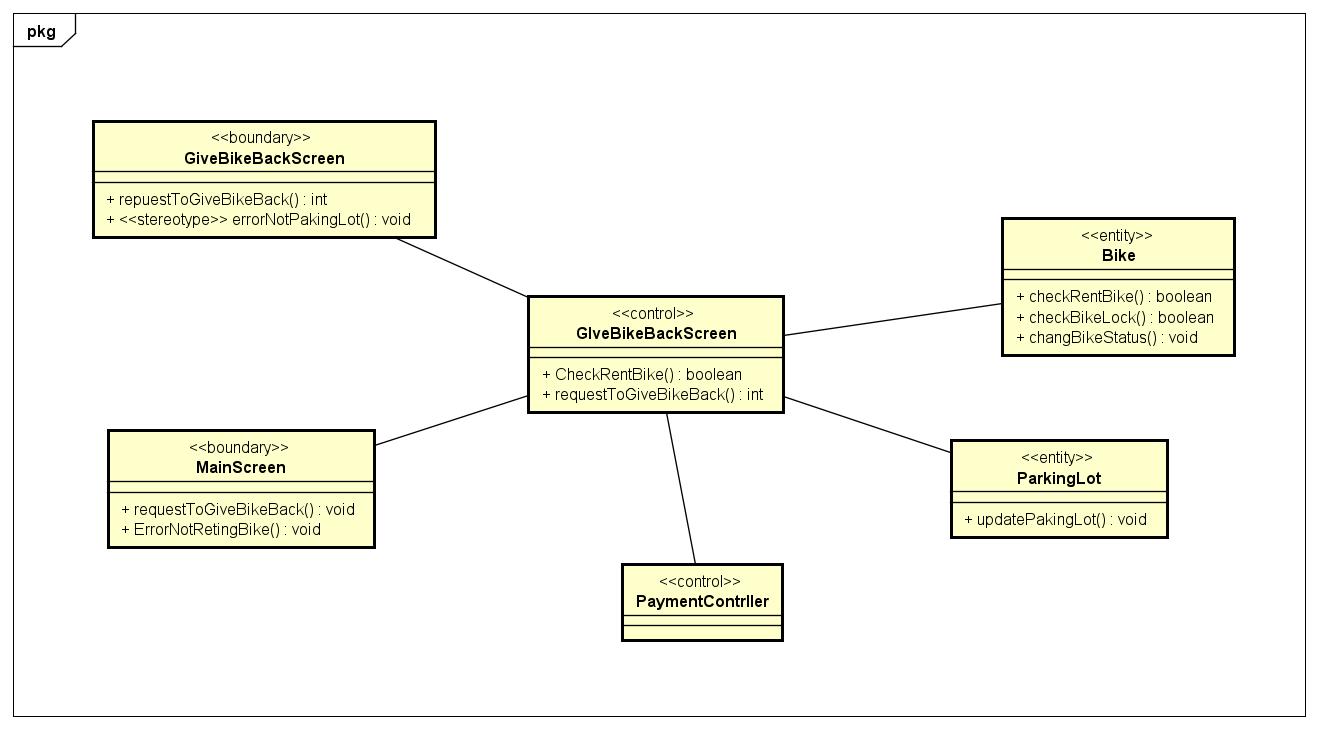 pkg
<<boundary>>
GiveBikeBackScreen
+ repuestToGiveBikeBack() : int
+ <<stereotype>> errorNotPakingLot() : void
<<entity>>
Bike
+ checkRentBike() : boolean
+ checkBikeLock() : boolean
+ changBikeStatus() : void
<<control>>
GIveBikeBackScreen
+ CheckRentBike() : boolean
+ requestToGiveBikeBack() : int
<<boundary>>
MainScreen
+ requestToGiveBikeBack() : void
+ ErrorNotRetingBike() : void
<<entity>>
ParkingLot
+ updatePakingLot() : void
<<control>>
PaymentContrller